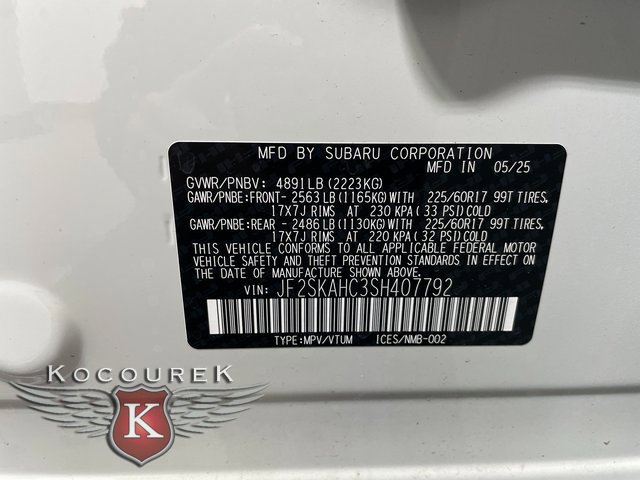 MFD BY SUBARU CORPORATION
MFD IN 05/25
GVWR/PNBV: 4891LB(2223KG)
GAWR/PNBE:FRONT- 2563LB(1165KG)WITH 225/60R17 99T TIRES.
17X7J RIMS AT 230 KPA(33 PSI)COLD
GAWR/PNBE:REAR - 2486LB(1130KG)WITH 225/60R17 99T TIRES.
17X7J RIMS AT 220 KPA(32 PSI)COLD
THIS VEHICLE CONFORMS TO ALL APPLICABLE FEDERAL MOTOR
VEHICLE SAFETY AND THEFT PREVENTION STANDARDS IN EFFECT
ON THE DATE OF MANUFACTURE SHOWN ABOVE.
VIN: JF2SKAHC3SH407792
TYPE:MPV/VTUM ICES/NMB-002
KOCOUREK
K